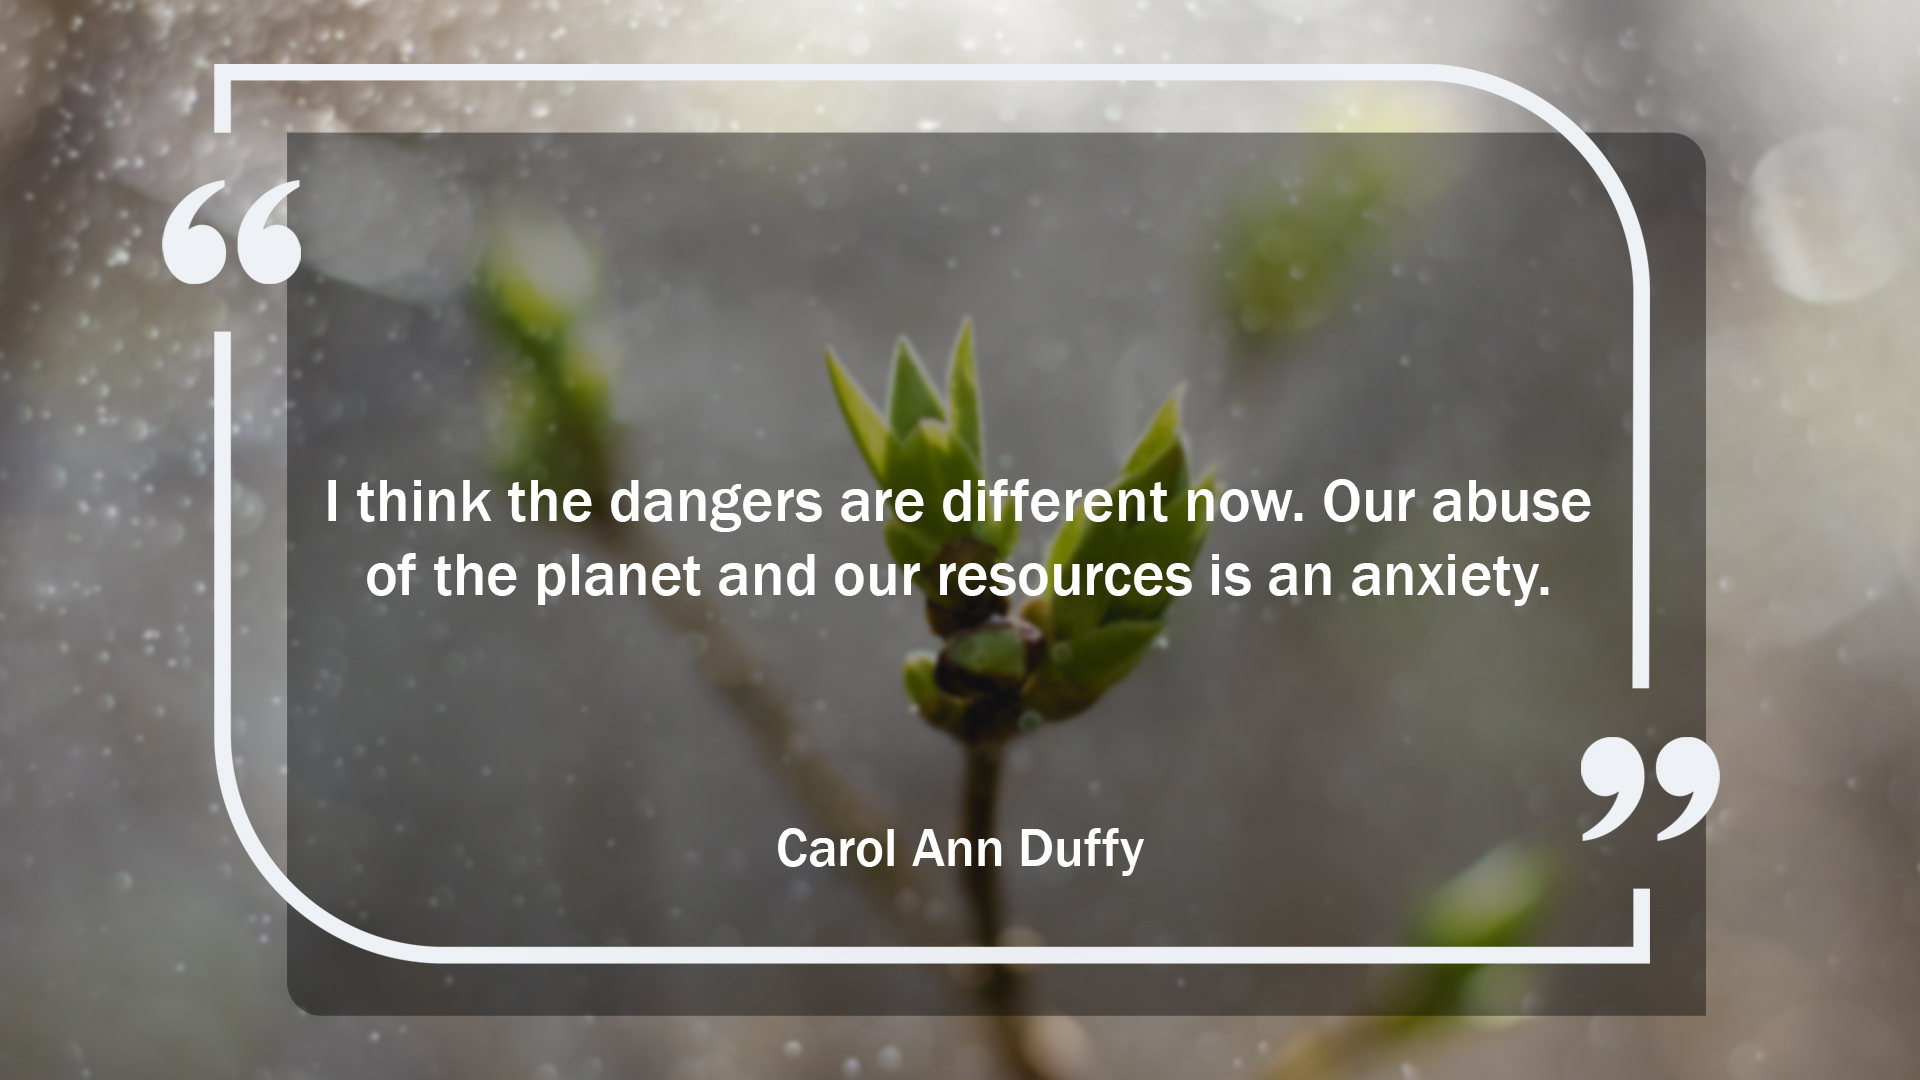 “
I think the dangers are different now. Our abuse
of the planet and our resources is an anxiety.
”
Carol Ann Duffy